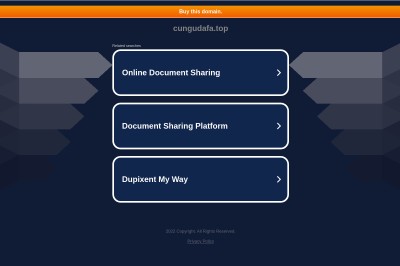 Buy this domain.
cungudafa.top
Related searches
Online Document Sharing
Document Sharing Platform
Dupixent My Way
2022 Copyright. All Rights Reserved.
Privacy Policy